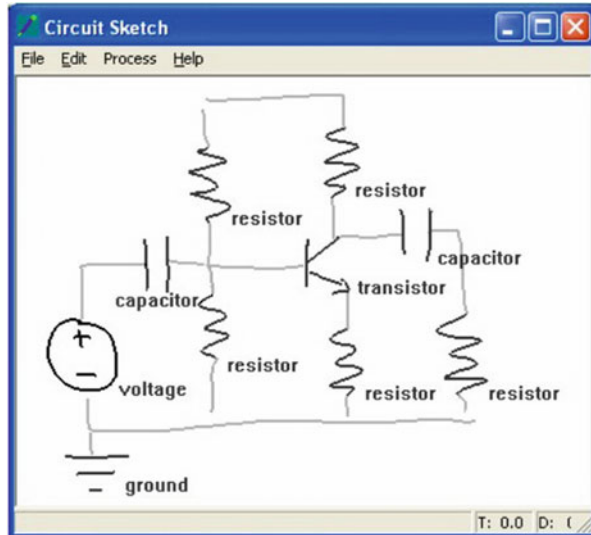 Circuit Sketch
File Edit Process Help
resistor
resistor
capacitor
capacitor
transistor
resistor
voltage
resistor
resistor
ground
T: 0.0 D: (